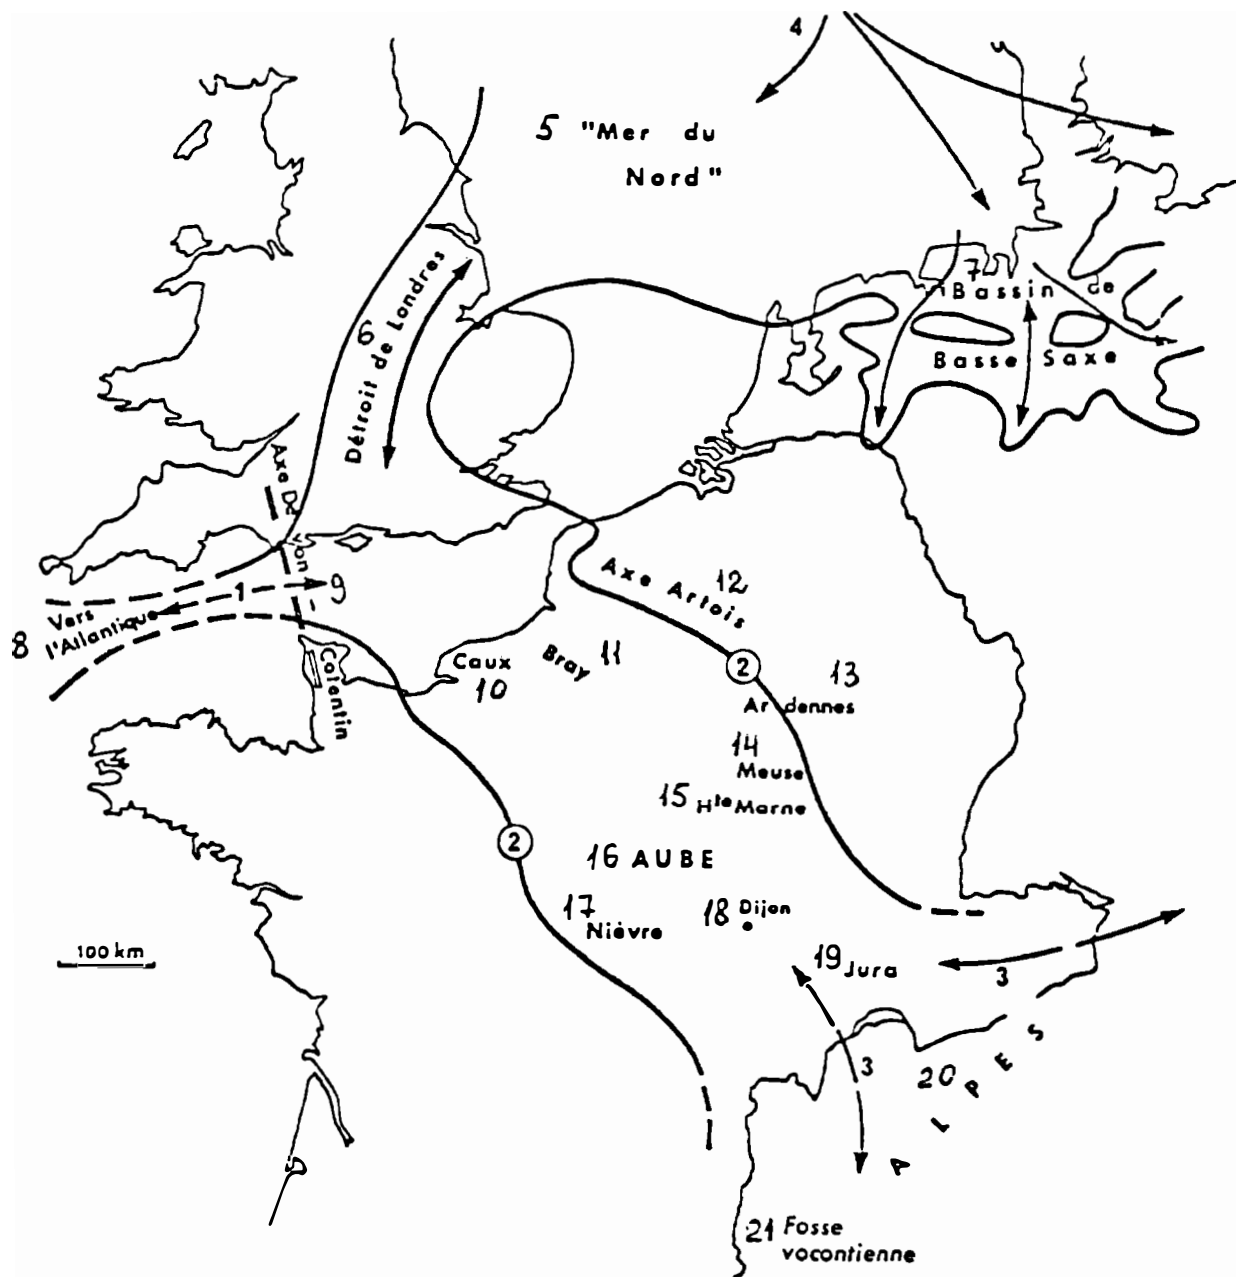 4
5 "Mer du
Nord"
6
Détroit de Londres
7
Bassin de
Basse Saxe
Axe De
von
-
Cotentin
1
9
8
Vers
l'Atlantique
Axe Artois
12
Caux
10
Bray 11
2
13
Ardennes
14
Meuse
15 Hte Marne
2
16 AUBE
17
Nièvre
18 Dijon
100 km
19 Jura
3
3
20
ALPES
21 Fosse
vocontienne